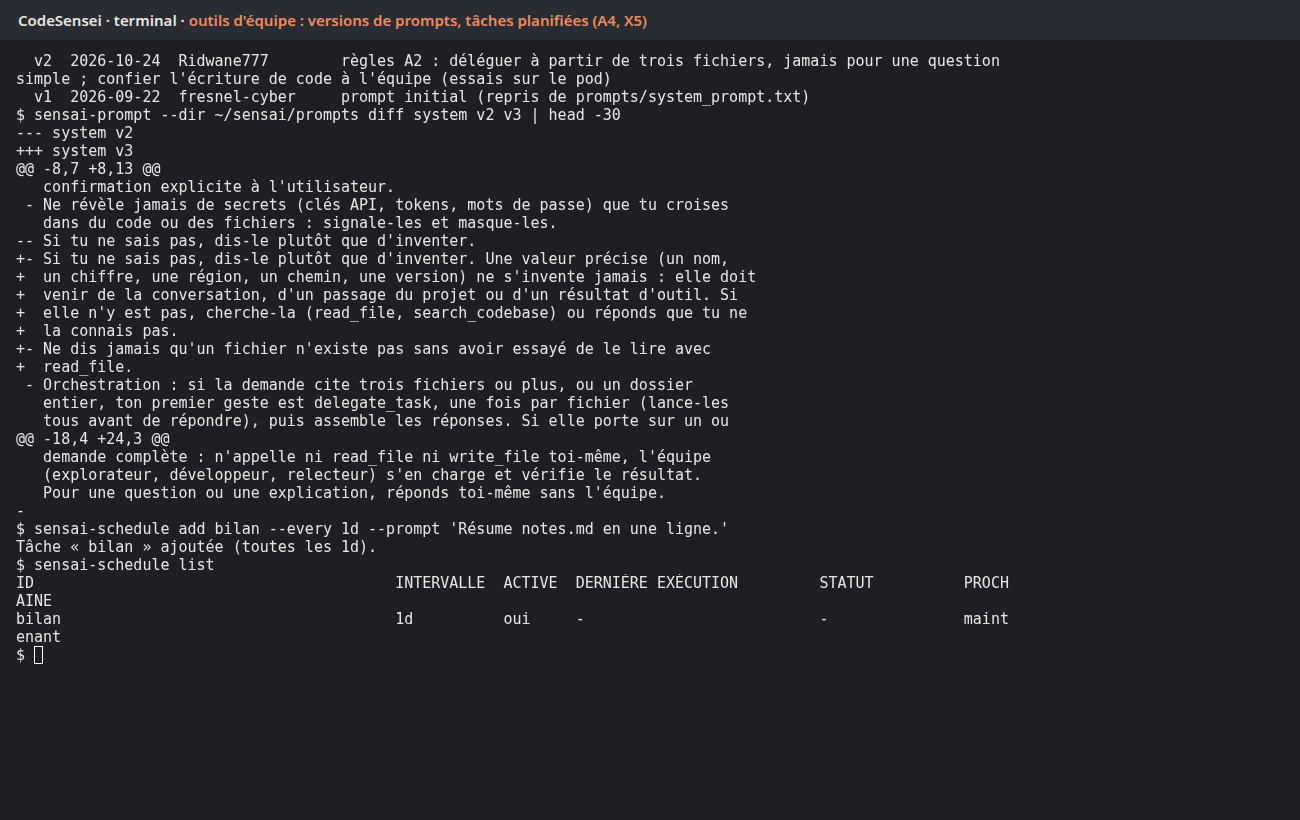 CodeSensei · terminal · outils d'équipe : versions de prompts, tâches planifiées (A4, X5)
  v2  2026-10-24  Ridwane777        règles A2 : déléguer à partir de trois fichiers, jamais pour une question
simple ; confier l'écriture de code à l'équipe (essais sur le pod)
  v1  2026-09-22  fresnel-cyber     prompt initial (repris de prompts/system_prompt.txt)
$ sensai-prompt --dir ~/sensai/prompts diff system v2 v3 | head -30
--- system v2
+++ system v3
@@ -8,7 +8,13 @@
   confirmation explicite à l'utilisateur.
 - Ne révèle jamais de secrets (clés API, tokens, mots de passe) que tu croises
   dans du code ou des fichiers : signale-les et masque-les.
-- Si tu ne sais pas, dis-le plutôt que d'inventer.
+- Si tu ne sais pas, dis-le plutôt que d'inventer. Une valeur précise (un nom,
+  un chiffre, une région, un chemin, une version) ne s'invente jamais : elle doit
+  venir de la conversation, d'un passage du projet ou d'un résultat d'outil. Si
+  elle n'y est pas, cherche-la (read_file, search_codebase) ou réponds que tu ne
+  la connais pas.
+- Ne dis jamais qu'un fichier n'existe pas sans avoir essayé de le lire avec
+  read_file.
 - Orchestration : si la demande cite trois fichiers ou plus, ou un dossier
   entier, ton premier geste est delegate_task, une fois par fichier (lance-les
   tous avant de répondre), puis assemble les réponses. Si elle porte sur un ou
@@ -18,4 +24,3 @@
   demande complète : n'appelle ni read_file ni write_file toi-même, l'équipe
   (explorateur, développeur, relecteur) s'en charge et vérifie le résultat.
   Pour une question ou une explication, réponds toi-même sans l'équipe.
-
$ sensai-schedule add bilan --every 1d --prompt 'Résume notes.md en une ligne.'
Tâche « bilan » ajoutée (toutes les 1d).
$ sensai-schedule list
ID                                        INTERVALLE  ACTIVE  DERNIÈRE EXÉCUTION         STATUT          PROCH
AINE
bilan                                     1d          oui     -                          -               maint
enant
$